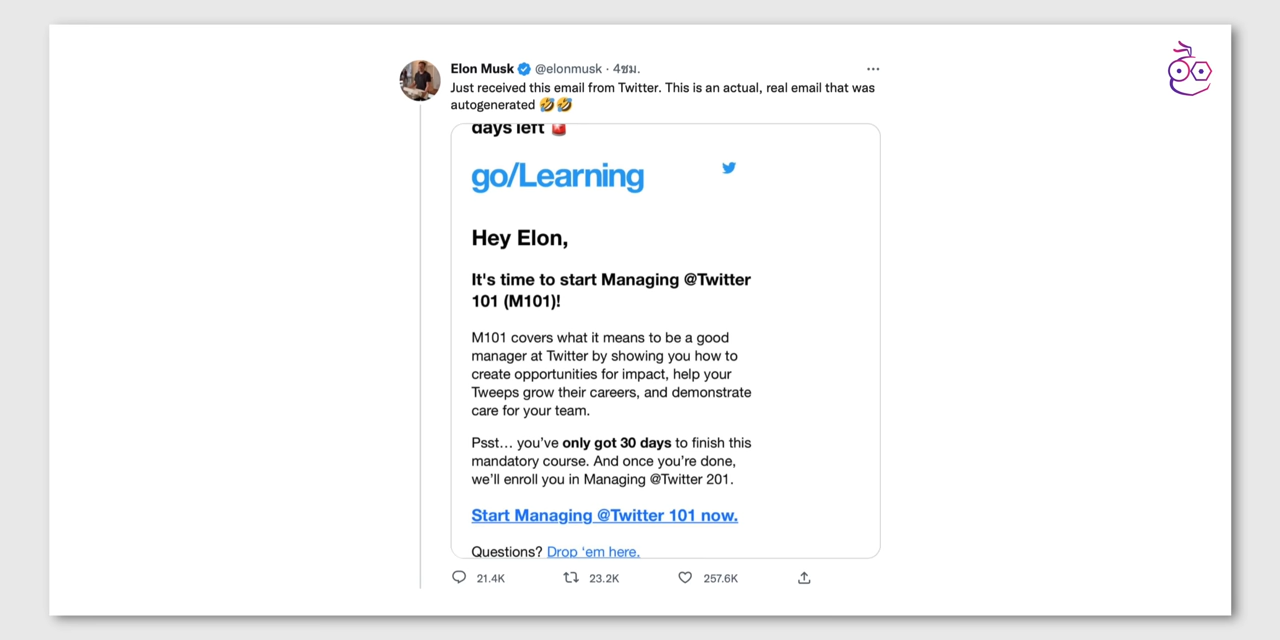 Elon Musk @elonmusk · 4ชม.
Just received this email from Twitter. This is an actual, real email that was
autogenerated 🤣🤣
days left 🚨
go/Learning
Hey Elon,
It's time to start Managing @Twitter
101 (M101)!
M101 covers what it means to be a good
manager at Twitter by showing you how to
create opportunities for impact, help your
Tweeps grow their careers, and demonstrate
care for your team.
Psst... you've only got 30 days to finish this
mandatory course. And once you're done,
we'll enroll you in Managing @Twitter 201.
Start Managing @Twitter 101 now.
Questions? Drop 'em here.
21.4K 23.2K 257.6K